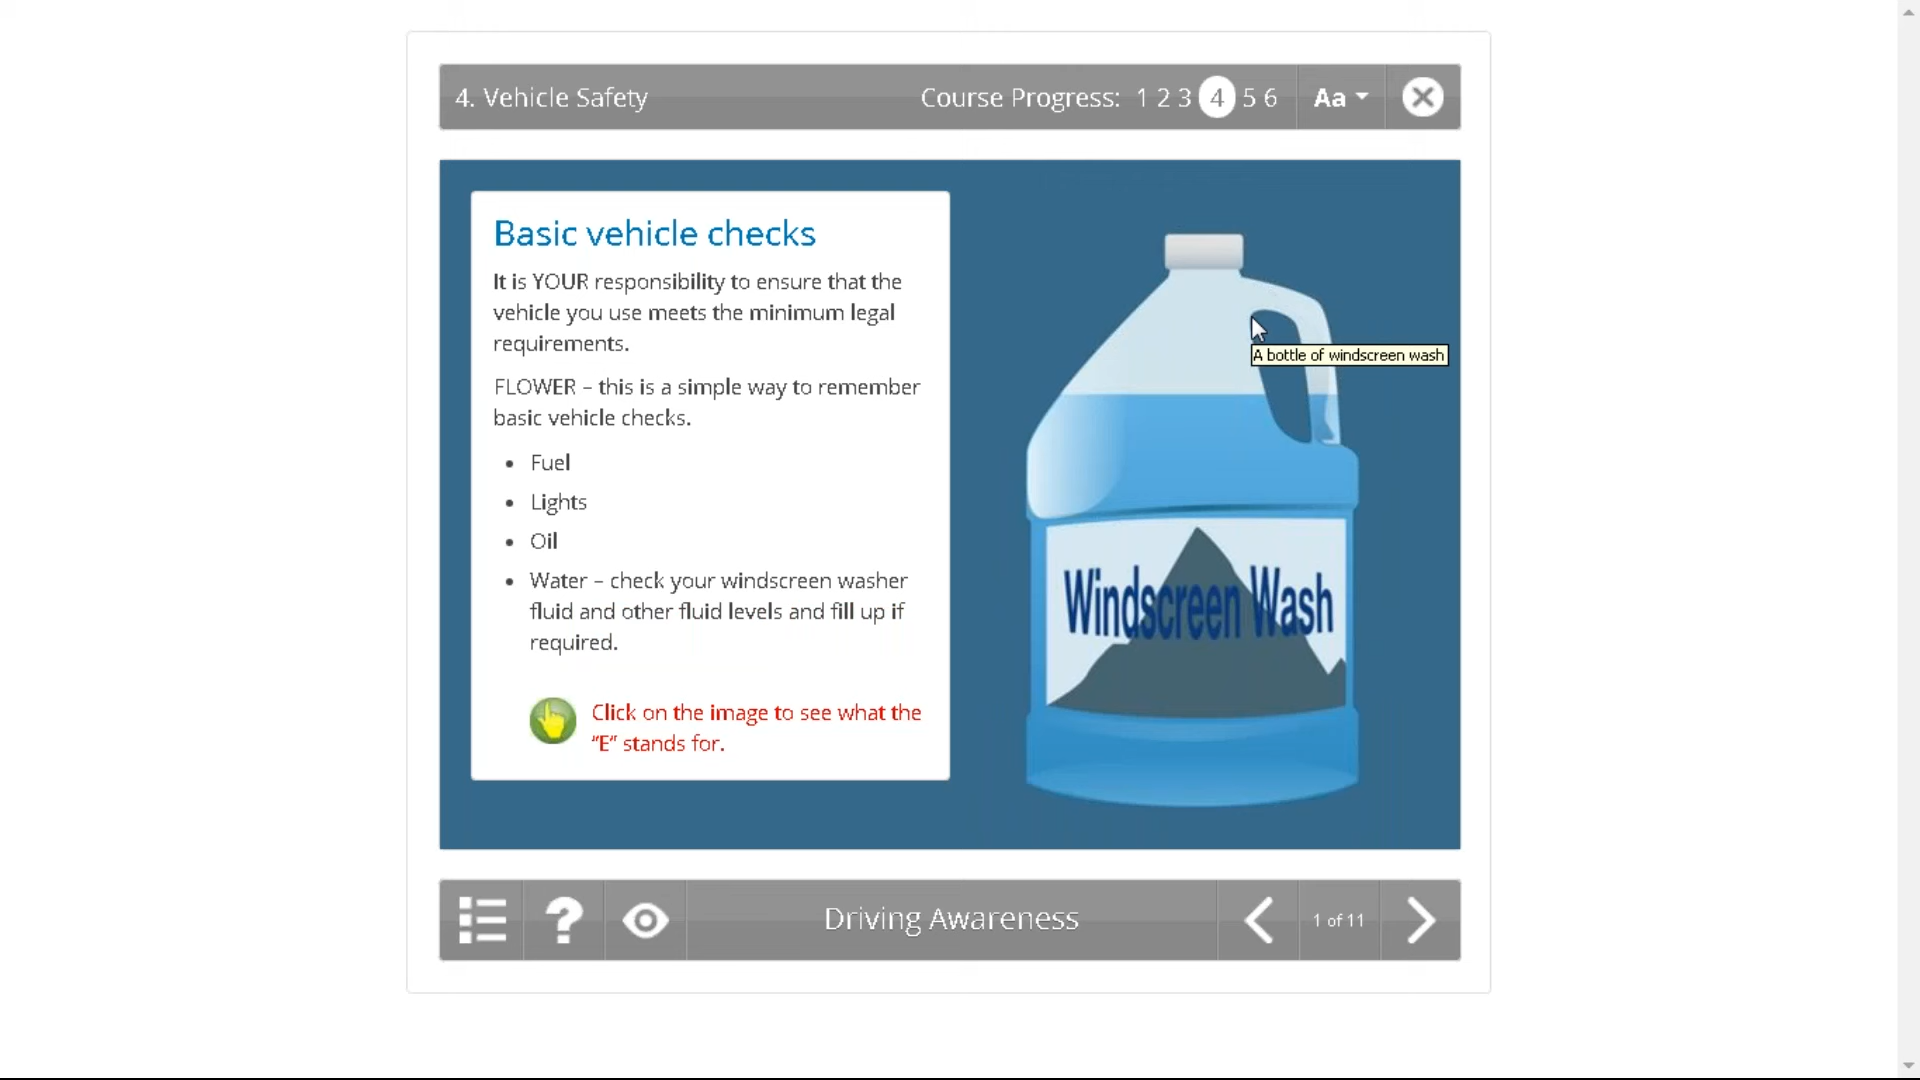 4. Vehicle Safety
Course Progress: 1 2 3 4 5 6
Aa
Basic vehicle checks
It is YOUR responsibility to ensure that the
vehicle you use meets the minimum legal
requirements.
FLOWER – this is a simple way to remember
basic vehicle checks.
• Fuel
• Lights
• Oil
• Water – check your windscreen washer
fluid and other fluid levels and fill up if
required.
Click on the image to see what the
“E” stands for.
A bottle of windscreen wash
Windscreen Wash
Driving Awareness
1 of 11